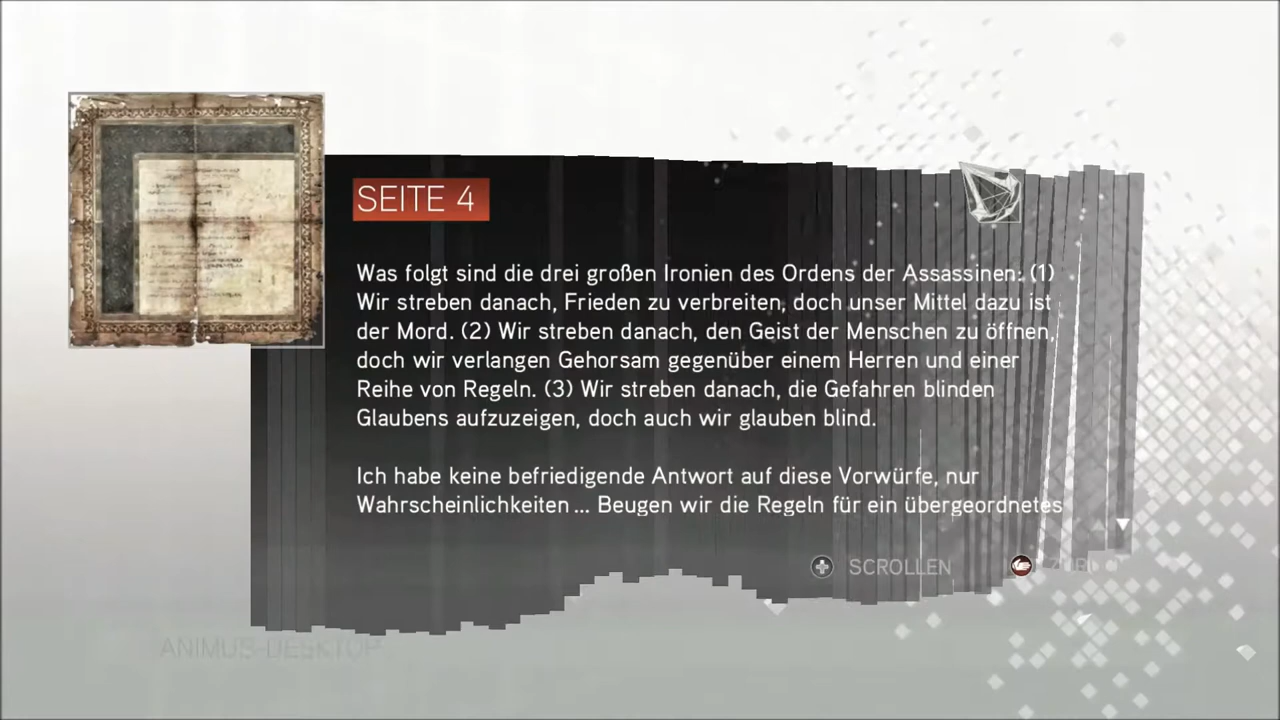 SEITE 4
Was folgt sind die drei großen Ironien des Ordens der Assassinen: (1)
Wir streben danach, Frieden zu verbreiten, doch unser Mittel dazu ist
der Mord. (2) Wir streben danach, den Geist der Menschen zu öffnen,
doch wir verlangen Gehorsam gegenüber einem Herren und einer
Reihe von Regeln. (3) Wir streben danach, die Gefahren blinden
Glaubens aufzuzeigen, doch auch wir glauben blind.
Ich habe keine befriedigende Antwort auf diese Vorwürfe, nur
Wahrscheinlichkeiten ... Beugen wir die Regeln für ein übergeordnetes
SCROLLEN
ANIMUS-DESKTOP